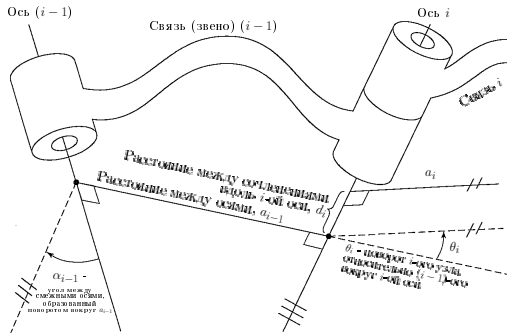 Ось (i−1)
Связь (звено) (i−1)
Ось i
Связь i
Расстояние между сочленениями
вдоль i-ой оси, d_i
Расстояние между осями, a_{i−1}
a_i
θ_i
θ_i - поворот i-ого узла
относительно (i−1)-ого
вокруг i-ой оси
α_{i−1} -
угол между
смежными осями,
образованный
поворотом вокруг a_{i−1}